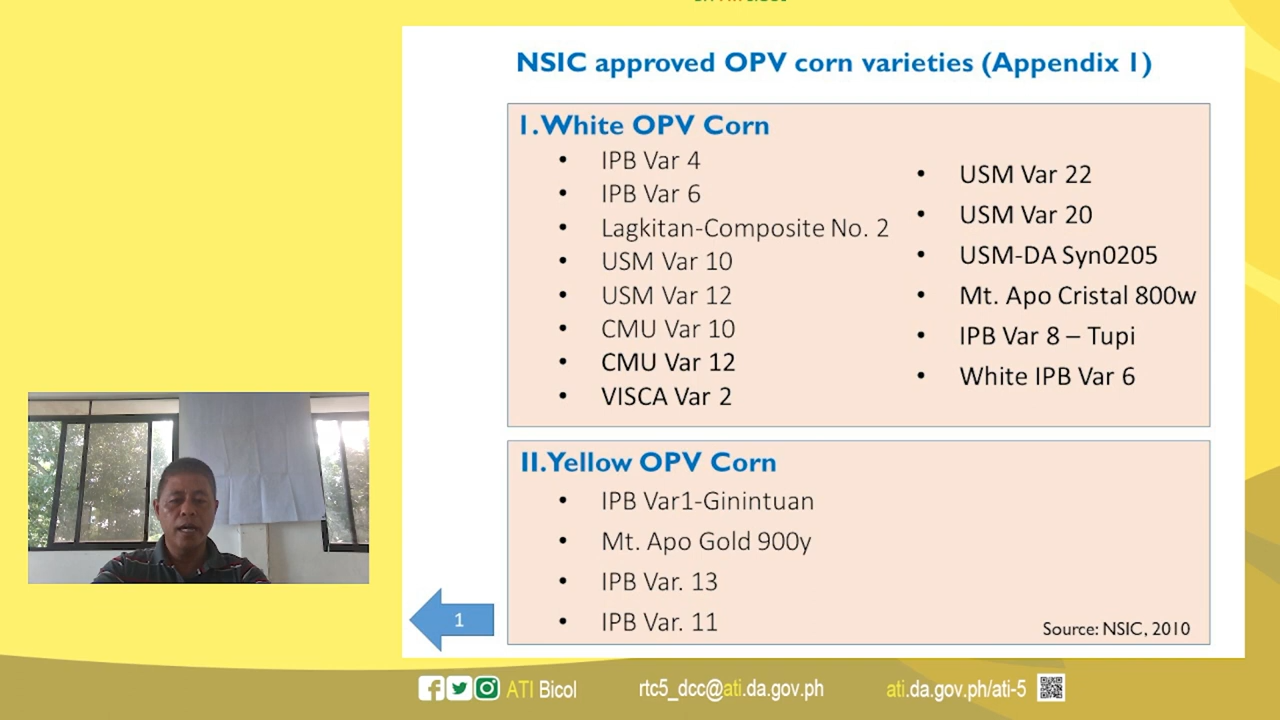 NSIC approved OPV corn varieties (Appendix 1)
I. White OPV Corn
• IPB Var 4
• IPB Var 6
• Lagkitan-Composite No. 2
• USM Var 10
• USM Var 12
• CMU Var 10
• CMU Var 12
• VISCA Var 2
• USM Var 22
• USM Var 20
• USM-DA Syn0205
• Mt. Apo Cristal 800w
• IPB Var 8 – Tupi
• White IPB Var 6
II. Yellow OPV Corn
• IPB Var1-Ginintuan
• Mt. Apo Gold 900y
• IPB Var. 13
• IPB Var. 11
Source: NSIC, 2010
1
ATI Bicol
rtc5_dcc@ati.da.gov.ph
ati.da.gov.ph/ati-5